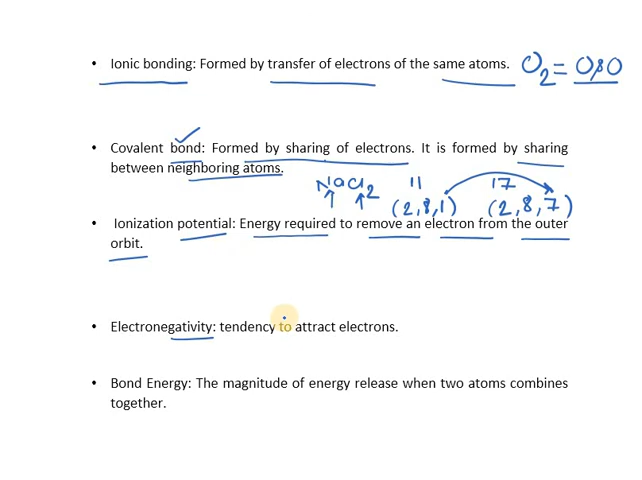 • Ionic bonding: Formed by transfer of electrons of the same atoms. O2 = 080
• Covalent bond: Formed by sharing of electrons. It is formed by sharing
between neighboring atoms.
NaCl2 11 17
(2,8,1) (2,8,7)
• Ionization potential: Energy required to remove an electron from the outer
orbit.
• Electronegativity: tendency to attract electrons.
• Bond Energy: The magnitude of energy release when two atoms combines
together.